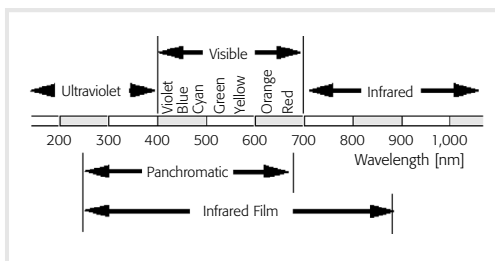 Visible
Ultraviolet
Violet
Blue
Cyan
Green
Yellow
Orange
Red
Infrared
200 300 400 500 600 700 800 900 1,000
Wavelength [nm]
Panchromatic
Infrared Film